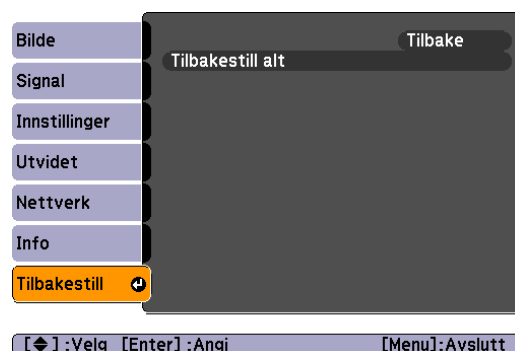 Bilde
Signal
Innstillinger
Utvidet
Nettverk
Info
Tilbakestill
Tilbake
Tilbakestill alt
[◆] :Velg [Enter] :Angi [Menu]:Avslutt